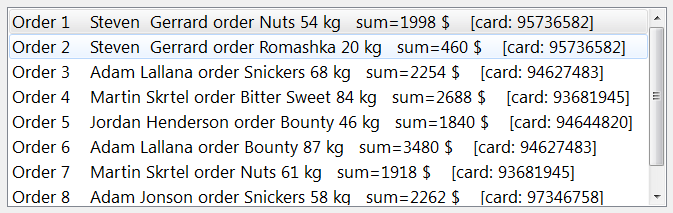 Order 1 Steven Gerrard order Nuts 54 kg sum=1998 $ [card: 95736582]
Order 2 Steven Gerrard order Romashka 20 kg sum=460 $ [card: 95736582]
Order 3 Adam Lallana order Snickers 68 kg sum=2254 $ [card: 94627483]
Order 4 Martin Skrtel order Bitter Sweet 84 kg sum=2688 $ [card: 93681945]
Order 5 Jordan Henderson order Bounty 46 kg sum=1840 $ [card: 94644820]
Order 6 Adam Lallana order Bounty 87 kg sum=3480 $ [card: 94627483]
Order 7 Martin Skrtel order Nuts 61 kg sum=1918 $ [card: 93681945]
Order 8 Adam Jonson order Snickers 58 kg sum=2262 $ [card: 97346758]